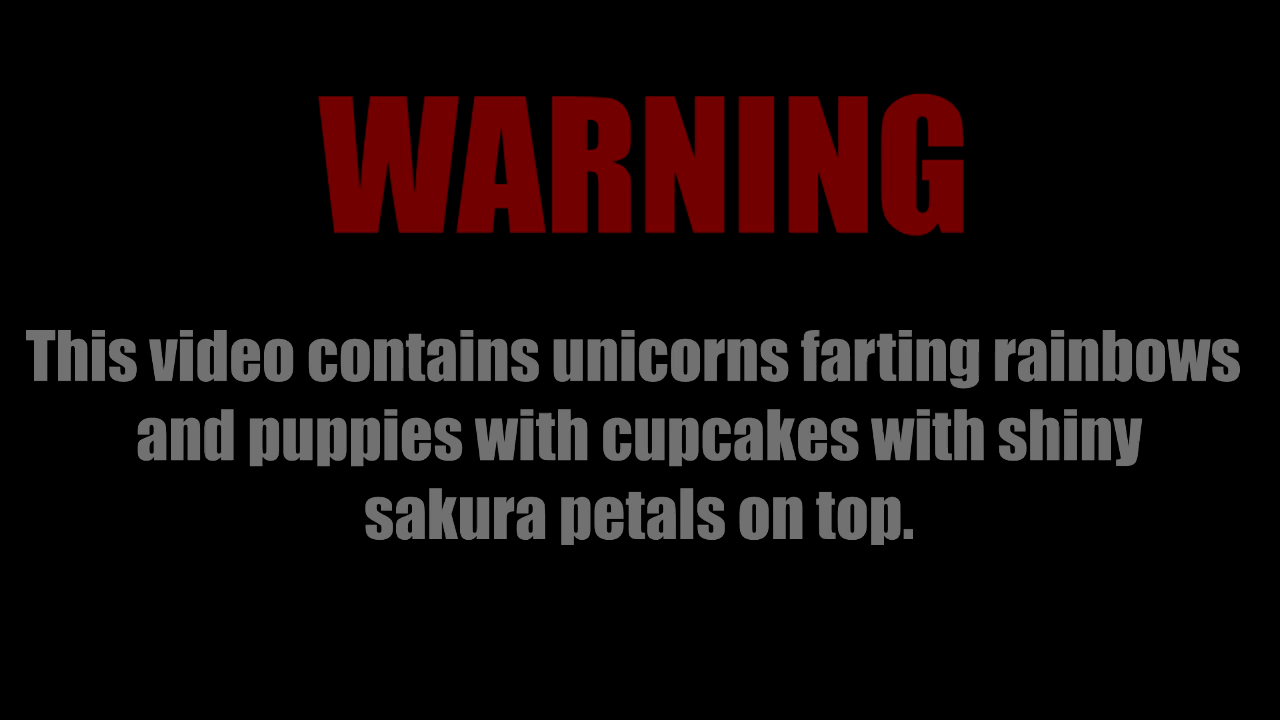 WARNING
This video contains unicorns farting rainbows
and puppies with cupcakes with shiny
sakura petals on top.